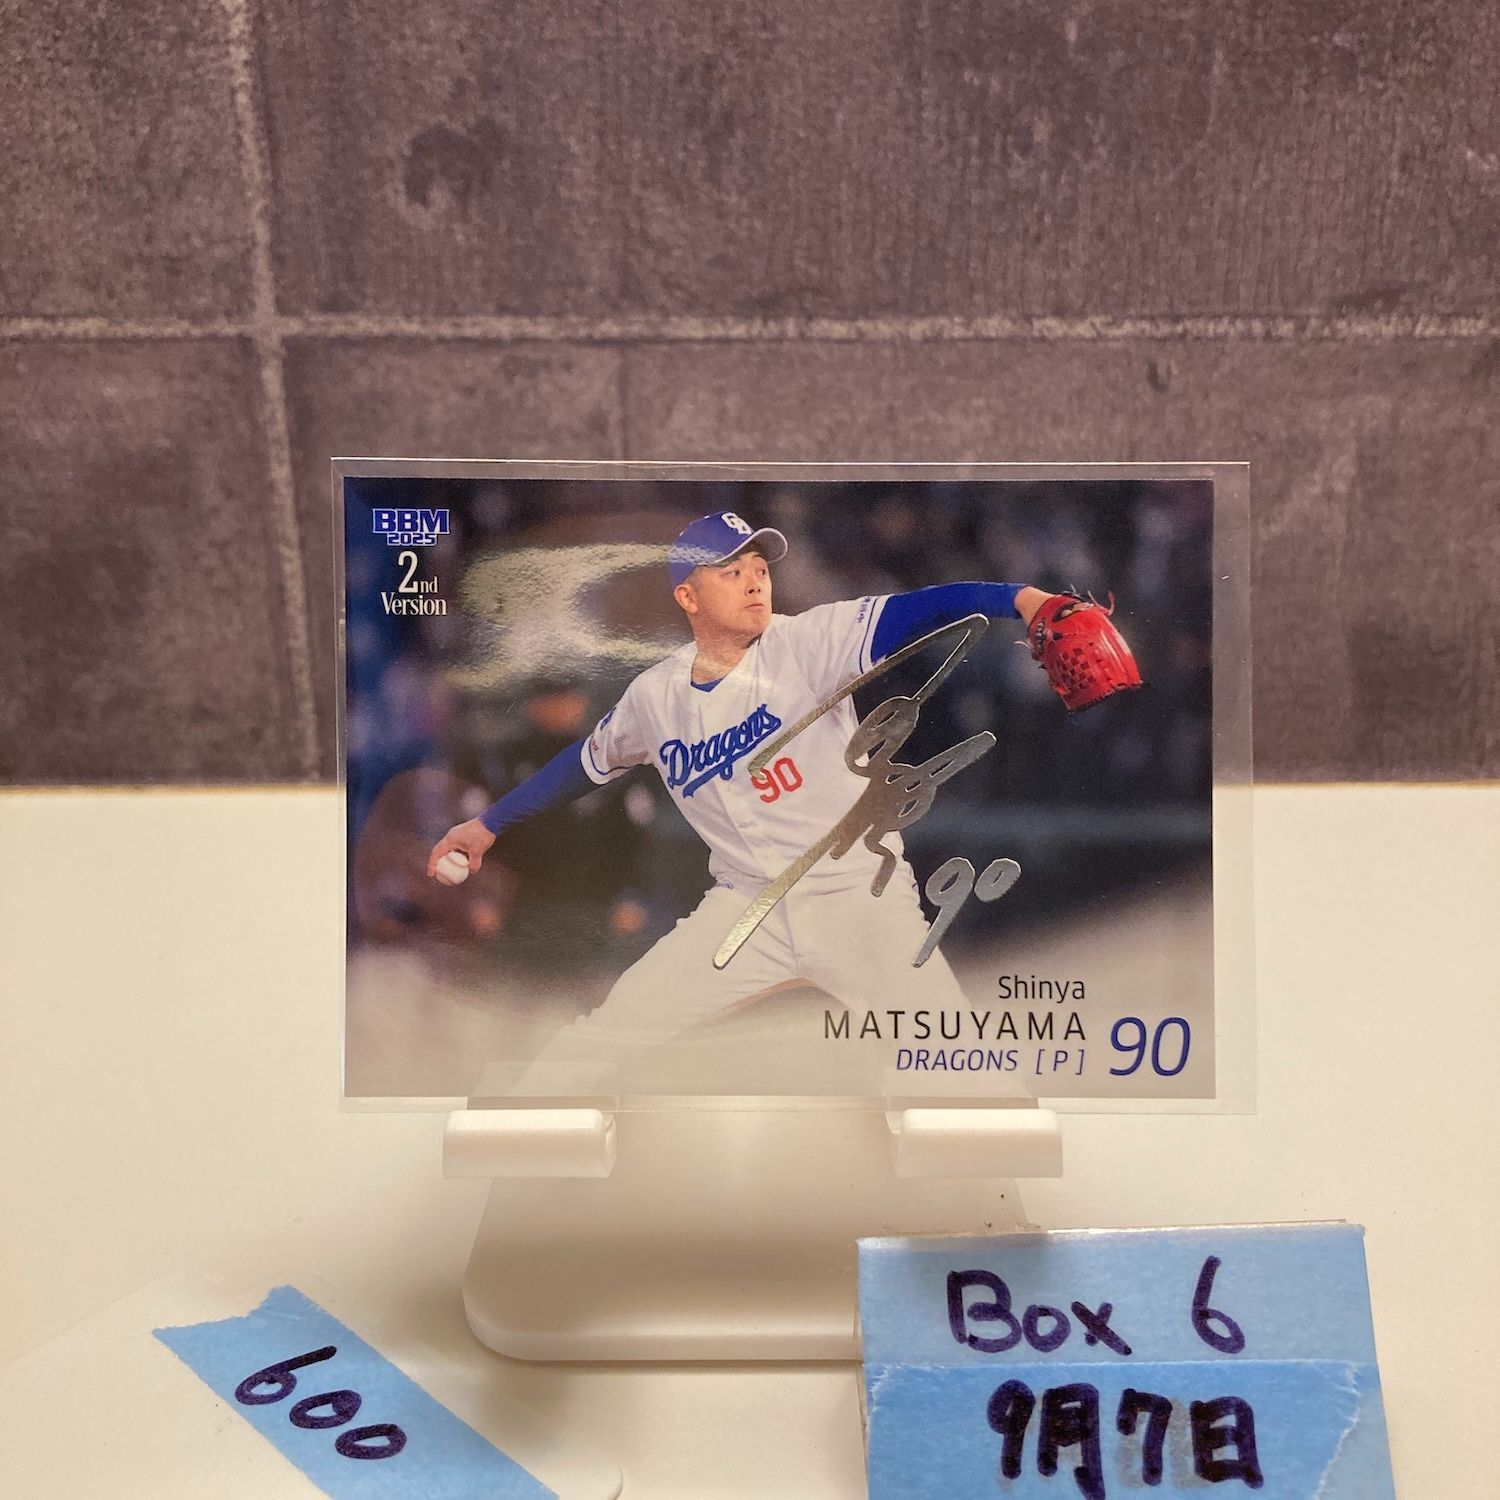 BBM
2025
2nd
Version
Dragons
90
90
Shinya
MATSUYAMA
DRAGONS [P]
90
600
Box 6
9月7日